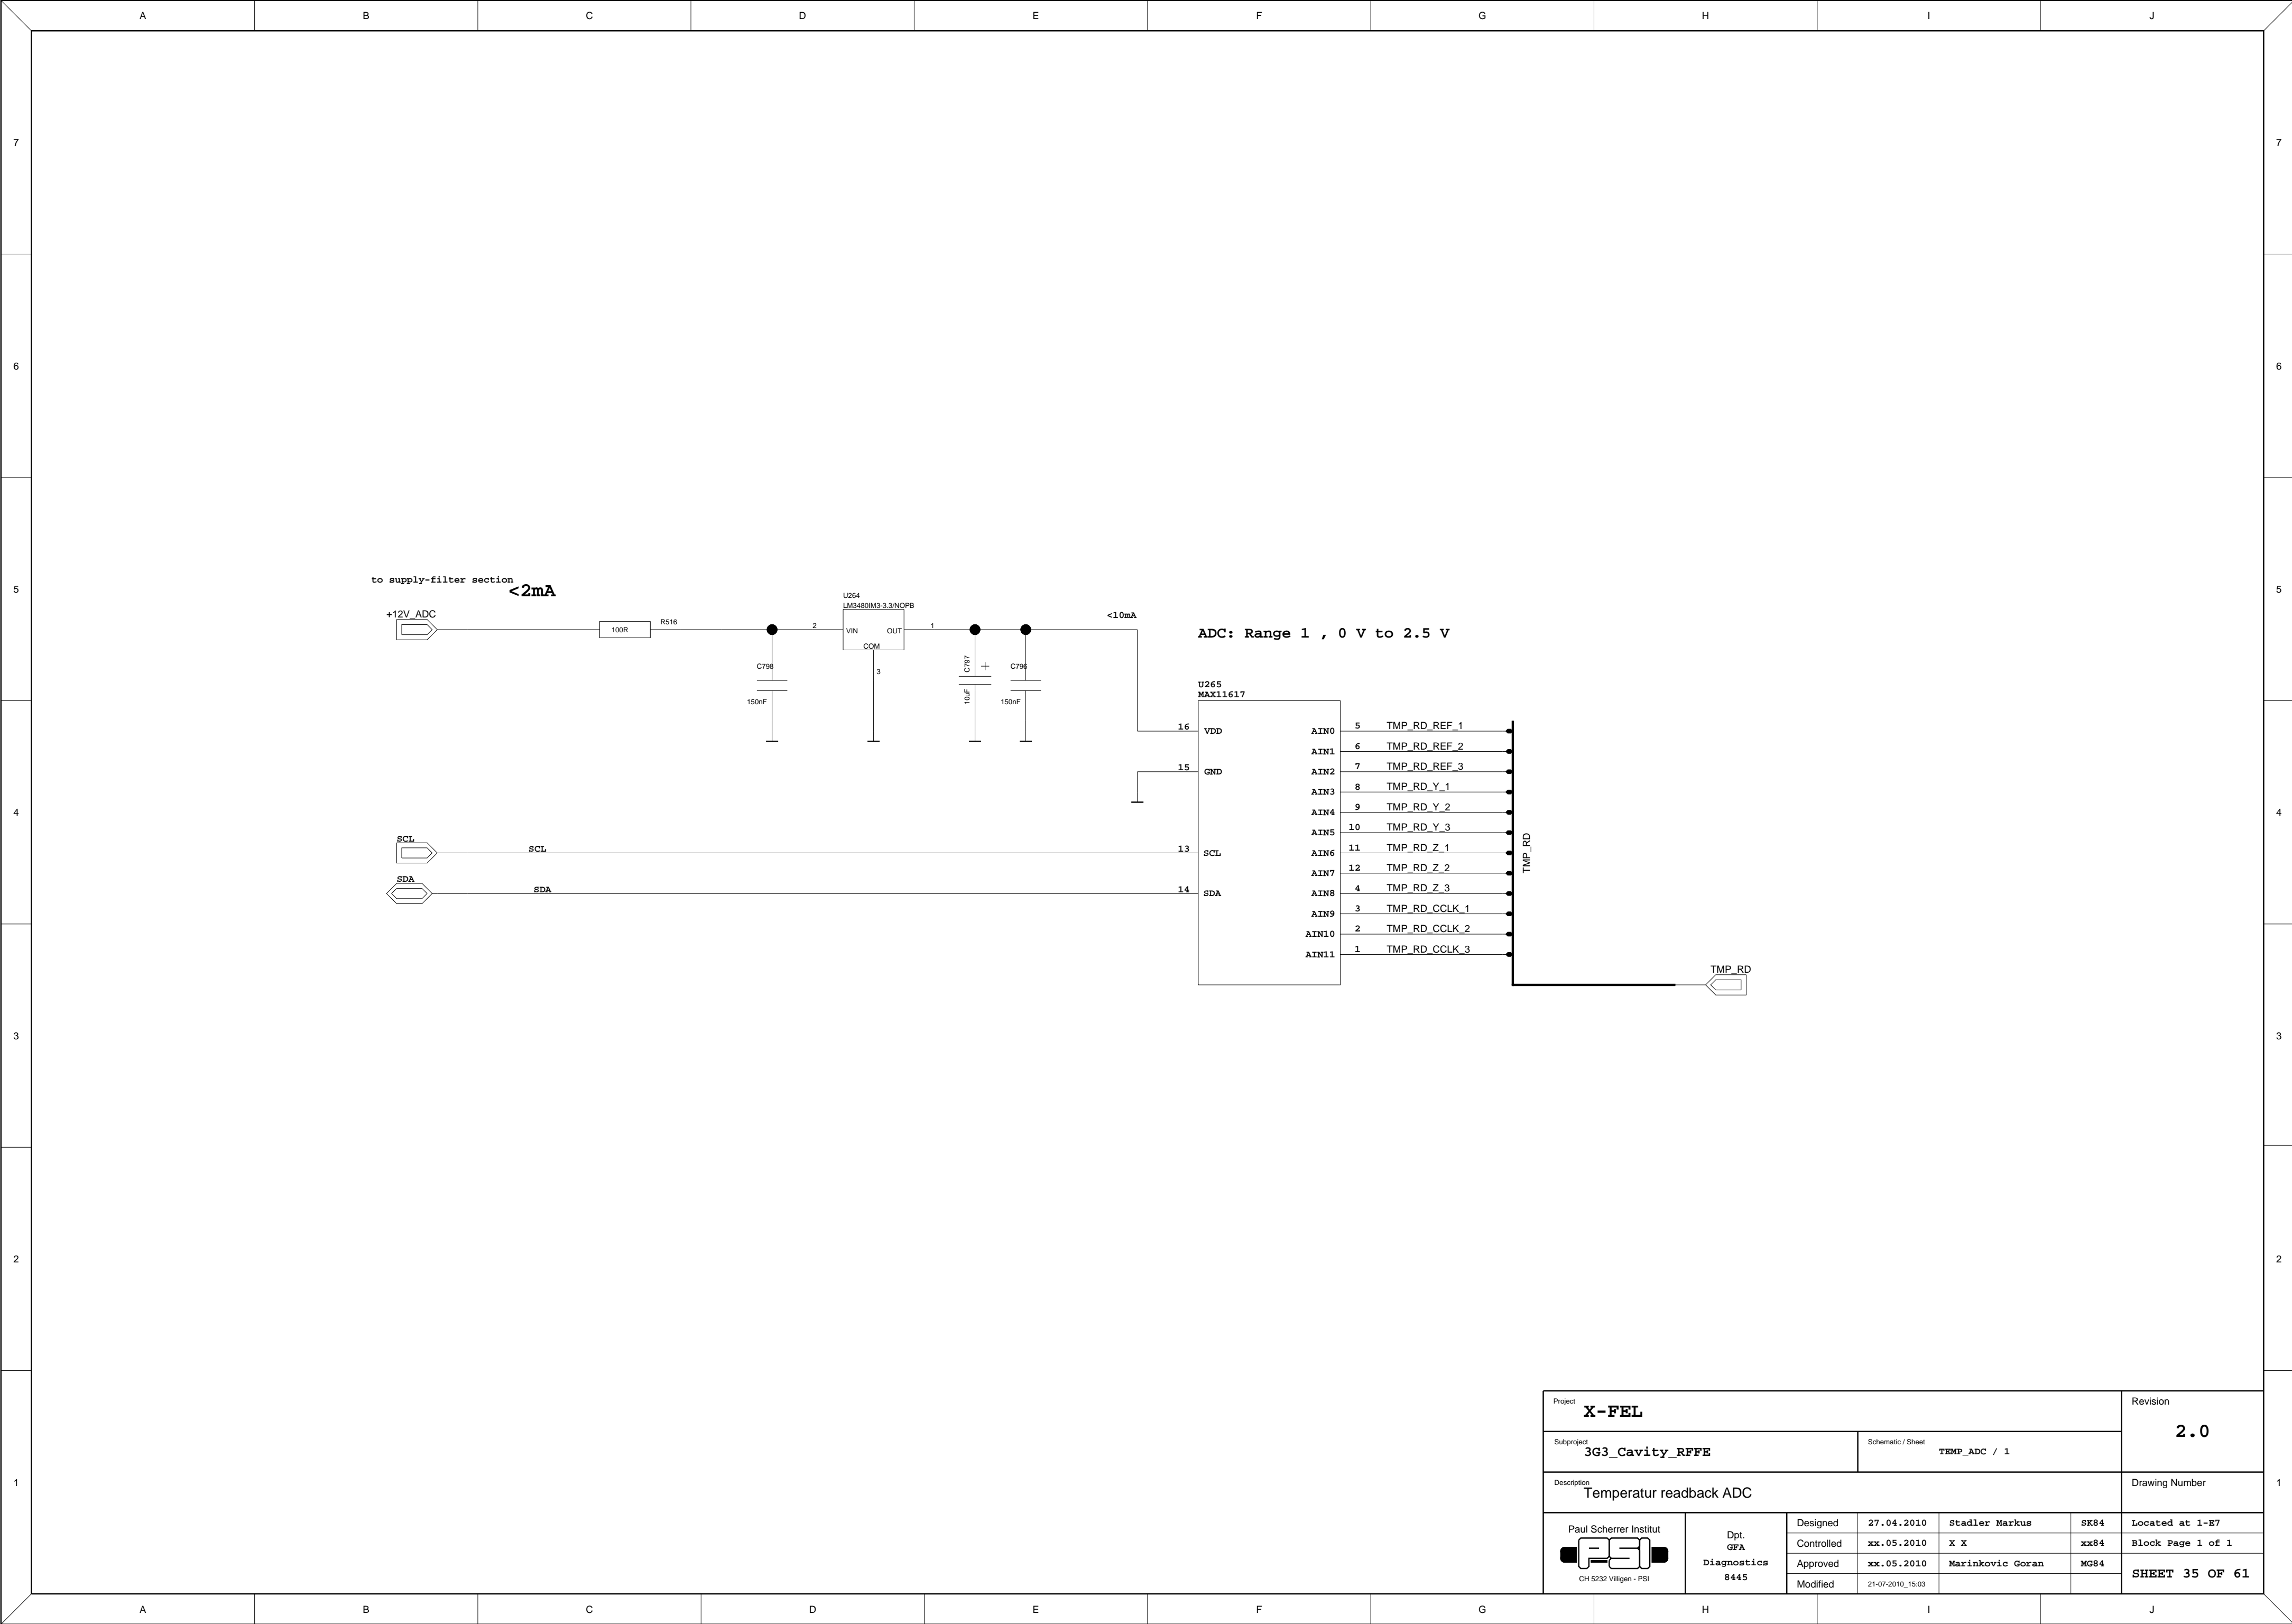 A B C D E F G H I J
7 7
6 6
5 5
4 4
3 3
2 2
1 1
to supply-filter section
<2mA
+12V_ADC
100R
R516
C798
150nF
U264
LM3480IM3-3.3/NOPB
2 VIN OUT 1
COM
3
C797
+
10uF
C796
150nF
<10mA
ADC: Range 1 , 0 V to 2.5 V
U265
MAX11617
16 VDD
15 GND
SCL
SCL
13 SCL
SDA
SDA
14 SDA
AIN0 5 TMP_RD_REF_1
AIN1 6 TMP_RD_REF_2
AIN2 7 TMP_RD_REF_3
AIN3 8 TMP_RD_Y_1
AIN4 9 TMP_RD_Y_2
AIN5 10 TMP_RD_Y_3
AIN6 11 TMP_RD_Z_1
AIN7 12 TMP_RD_Z_2
AIN8 4 TMP_RD_Z_3
AIN9 3 TMP_RD_CCLK_1
AIN10 2 TMP_RD_CCLK_2
AIN11 1 TMP_RD_CCLK_3
TMP_RD
TMP_RD
Project
X-FEL
Revision
2.0
Subproject
3G3_Cavity_RFFE
Schematic / Sheet
TEMP_ADC / 1
Description
Temperatur readback ADC
Drawing Number
Paul Scherrer Institut
PSI
CH 5232 Villigen - PSI
Dpt.
GFA
Diagnostics
8445
Designed 27.04.2010 Stadler Markus SK84
Controlled xx.05.2010 X X xx84
Approved xx.05.2010 Marinkovic Goran MG84
Modified 21-07-2010_15:03
Located at 1-E7
Block Page 1 of 1
SHEET 35 OF 61
A B C D E F G H I J